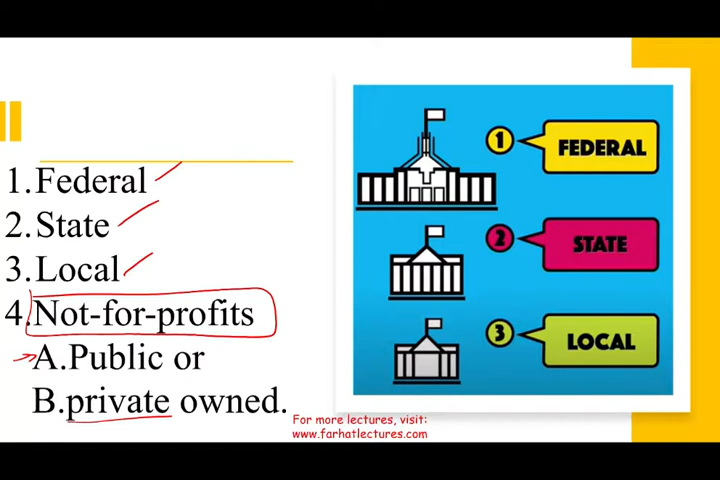 1.Federal
2.State
3.Local
4.Not-for-profits
A.Public or
B.private owned.
1
FEDERAL
2
STATE
3
LOCAL
For more lectures, visit:
www.farhatlectures.com